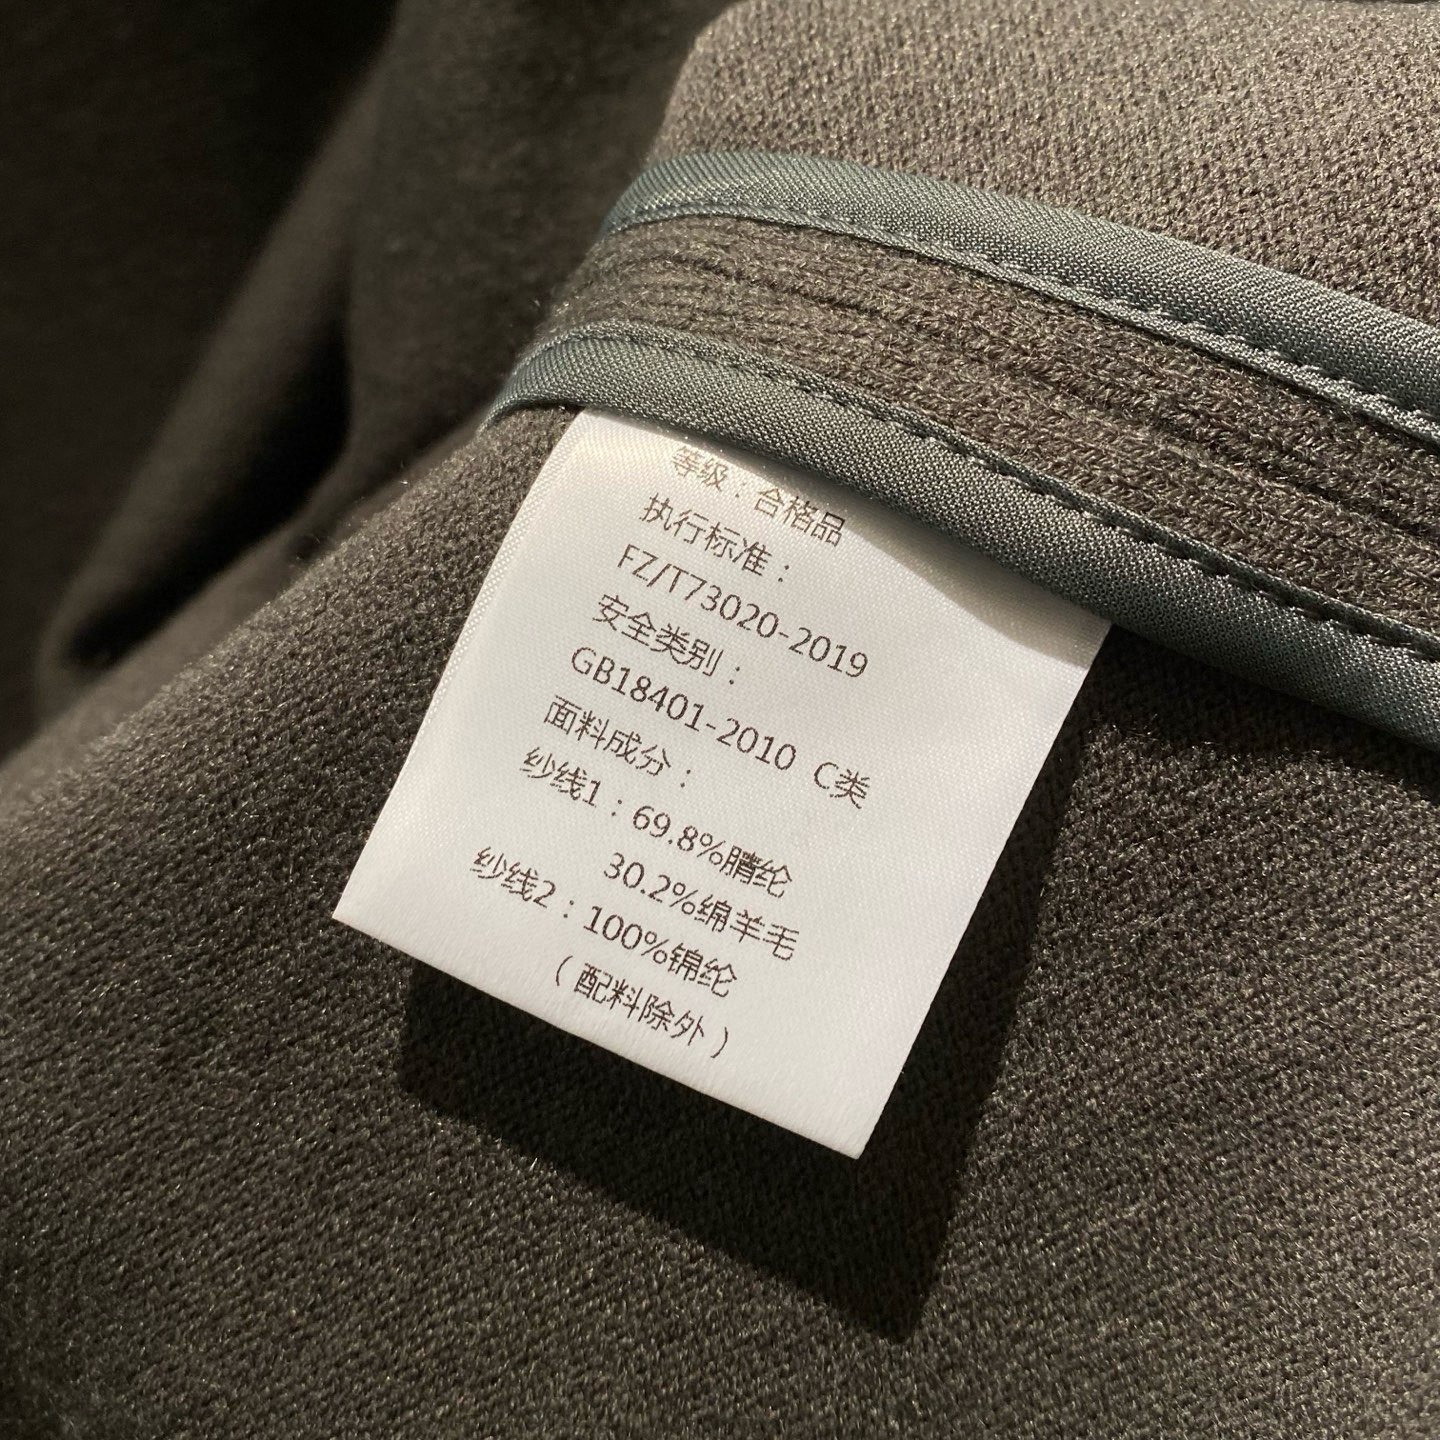 等级：合格品
执行标准：
FZ/T73020-2019
安全类别：
GB18401-2010 C类
面料成分：
纱线1：69.8%腈纶
30.2%绵羊毛
纱线2：100%锦纶
（配料除外）